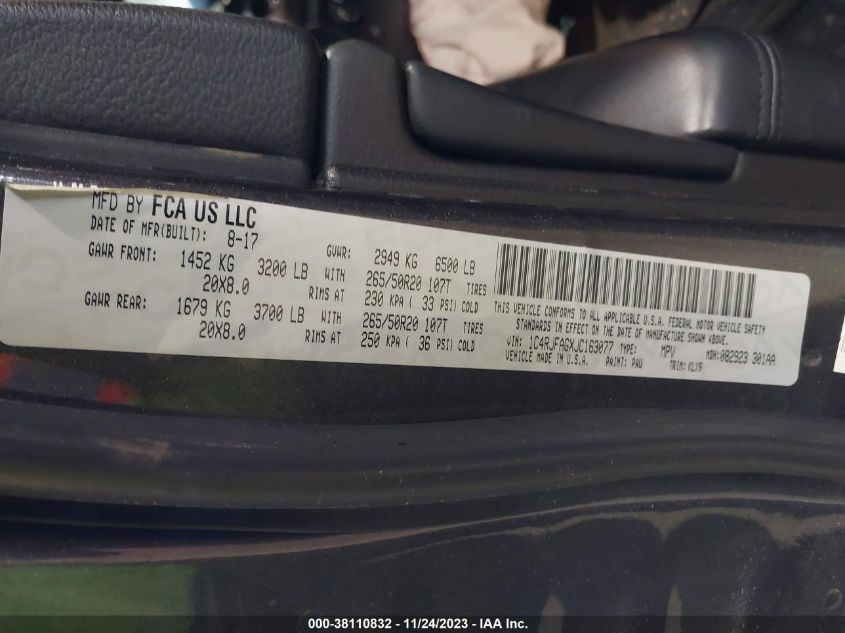 MFD BY FCA US LLC
DATE OF MFR(BUILT): 8-17
GVWR: 2949 KG 6500 LB
GAWR FRONT: 1452 KG 3200 LB WITH 265/50R20 107T TIRES
20X8.0 RIMS AT 230 KPA ( 33 PSI) COLD
GAWR REAR: 1679 KG 3700 LB WITH 265/50R20 107T TIRES
20X8.0 RIMS AT 250 KPA ( 36 PSI) COLD
THIS VEHICLE CONFORMS TO ALL APPLICABLE U.S.A. FEDERAL MOTOR VEHICLE SAFETY
STANDARDS IN EFFECT ON THE DATE OF MANUFACTURE SHOWN ABOVE.
VIN: 1C4RJFAGXJC163077 TYPE: MPV MDH: 082923 301AA
VEHICLE MADE IN U.S.A. PAINT: PAU TRIM: KLX9
000-38110832 - 11/24/2023 - IAA Inc.